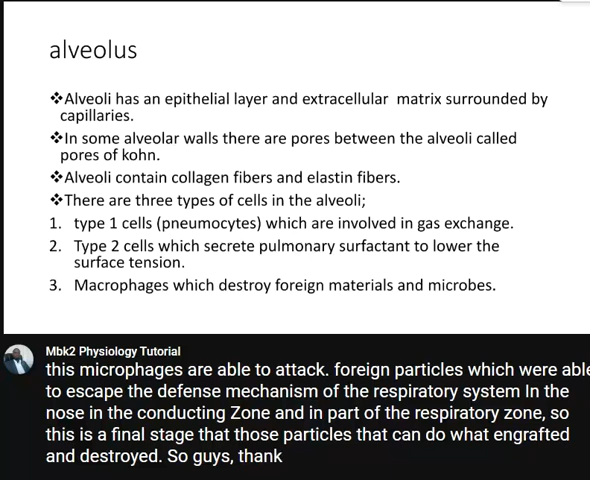 alveolus
❖Alveoli has an epithelial layer and extracellular matrix surrounded by
capillaries.
❖In some alveolar walls there are pores between the alveoli called
pores of kohn.
❖Alveoli contain collagen fibers and elastin fibers.
❖There are three types of cells in the alveoli;
1. type 1 cells (pneumocytes) which are involved in gas exchange.
2. Type 2 cells which secrete pulmonary surfactant to lower the
surface tension.
3. Macrophages which destroy foreign materials and microbes.
Mbk2 Physiology Tutorial
this microphages are able to attack. foreign particles which were able
to escape the defense mechanism of the respiratory system In the
nose in the conducting Zone and in part of the respiratory zone, so
this is a final stage that those particles that can do what engrafted
and destroyed. So guys, thank